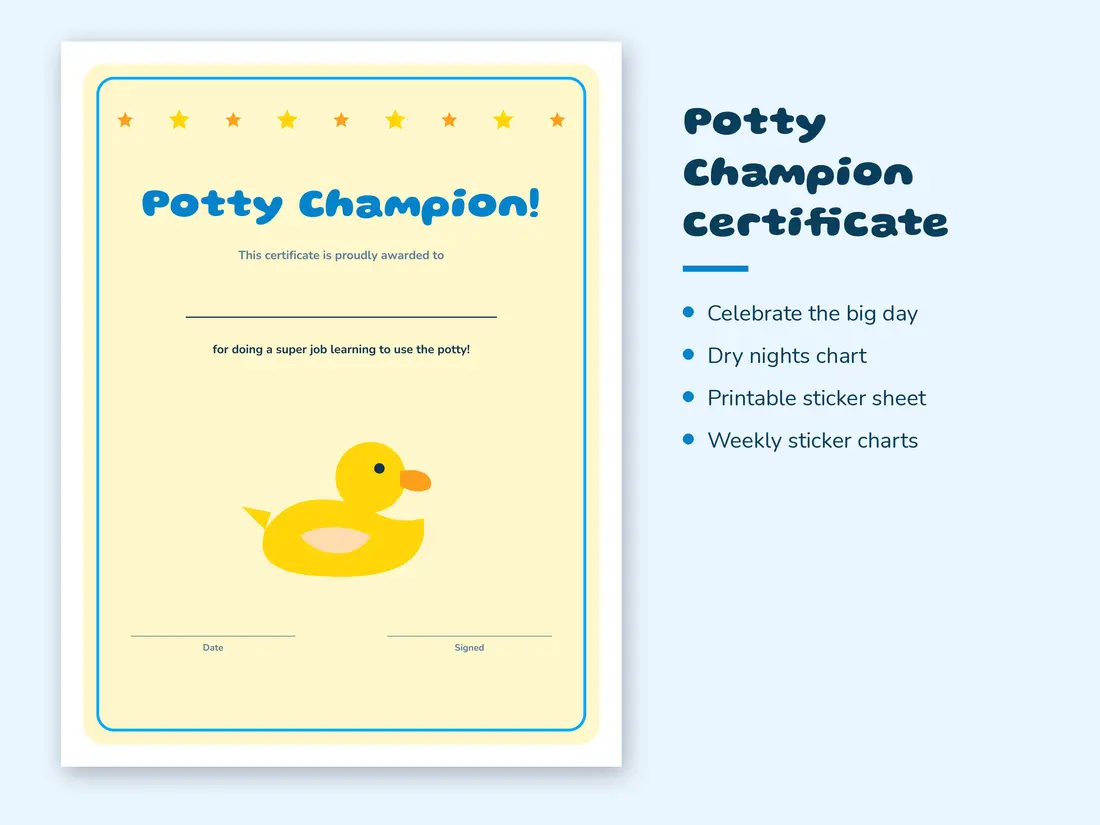 Potty Champion!
This certificate is proudly awarded to
for doing a super job learning to use the potty!
Date
Signed
Potty
Champion
certificate
Celebrate the big day
Dry nights chart
Printable sticker sheet
Weekly sticker charts